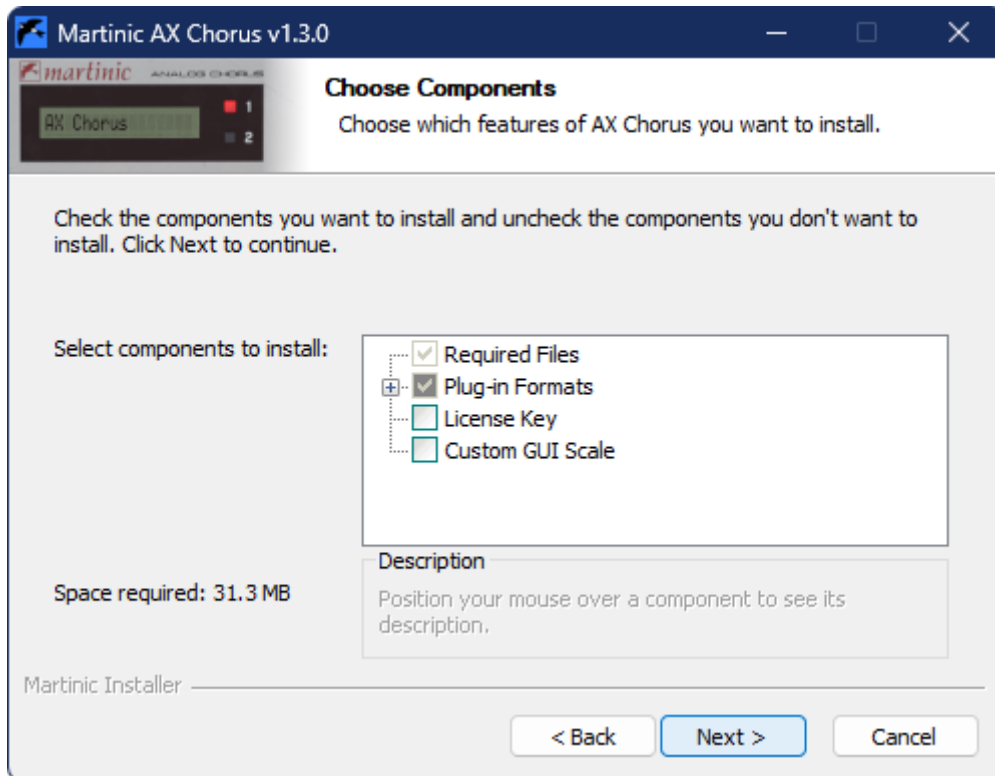 Martinic AX Chorus v1.3.0
martinic ANALOG CHORUS
AX Chorus
1
2
Choose Components
Choose which features of AX Chorus you want to install.
Check the components you want to install and uncheck the components you don't want to
install. Click Next to continue.
Select components to install:
Required Files
Plug-in Formats
License Key
Custom GUI Scale
Space required: 31.3 MB
Description
Position your mouse over a component to see its
description.
Martinic Installer
< Back
Next >
Cancel